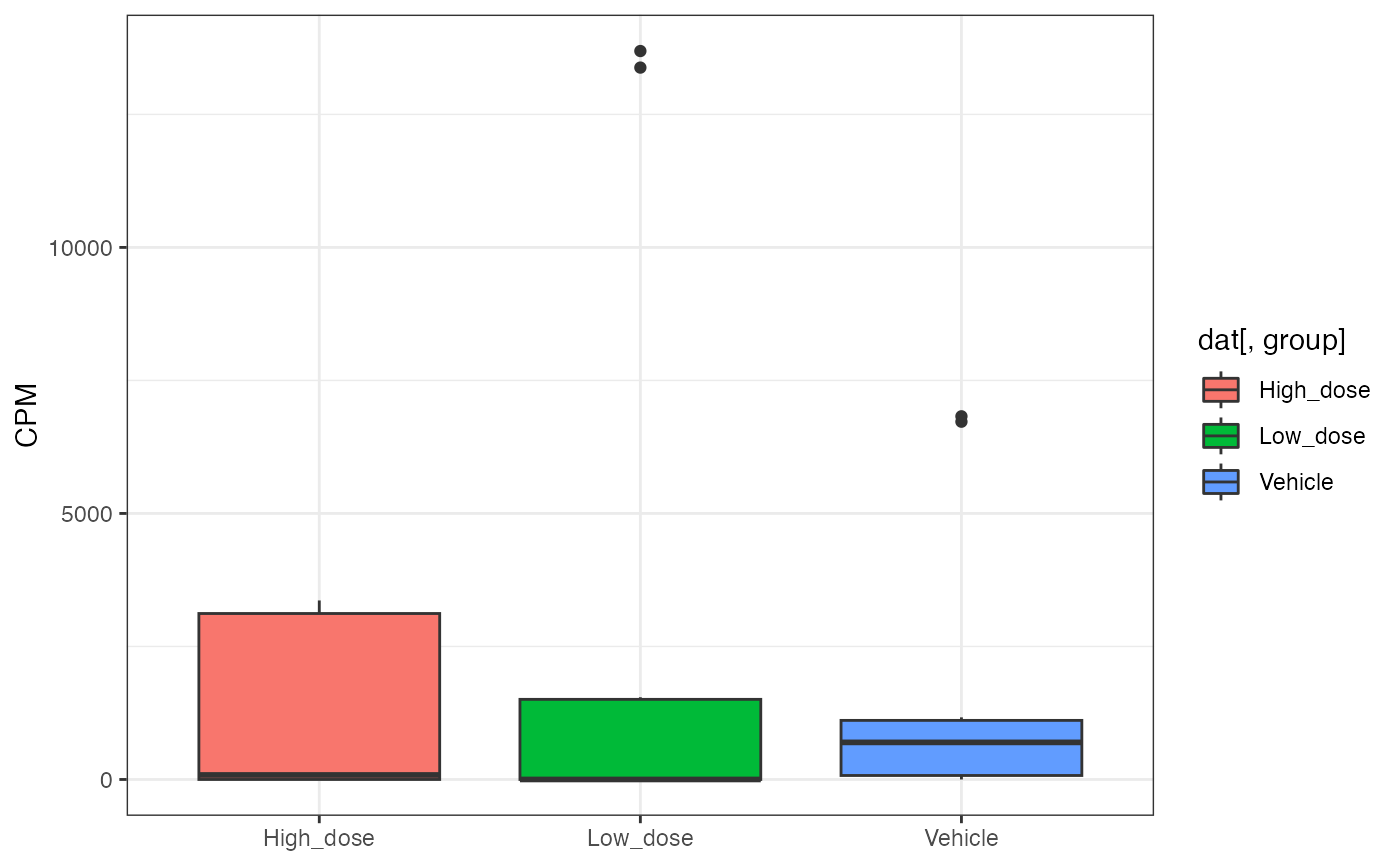 CPM
10000
5000
0
High_dose
Low_dose
Vehicle
dat[, group]
High_dose
Low_dose
Vehicle